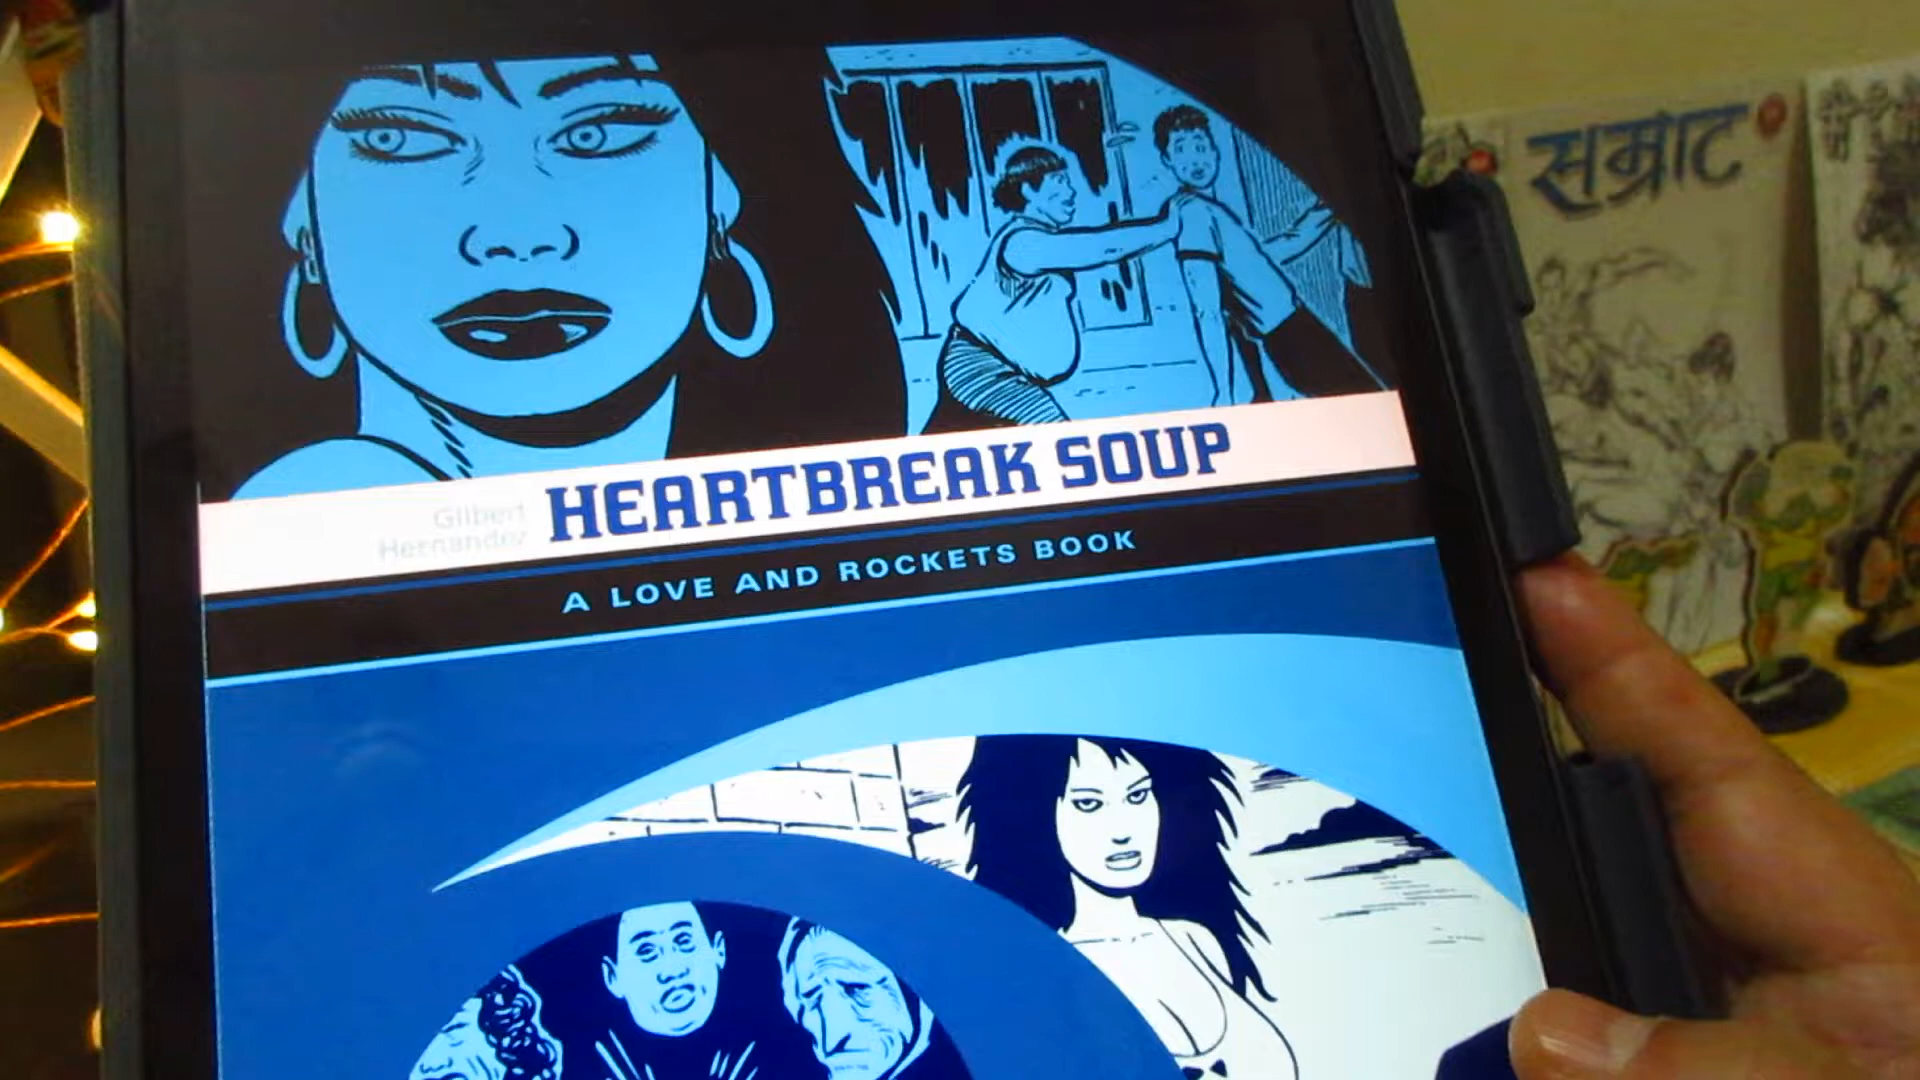 Gilbert
Hernandez
HEARTBREAK SOUP
A LOVE AND ROCKETS BOOK
सम्राट